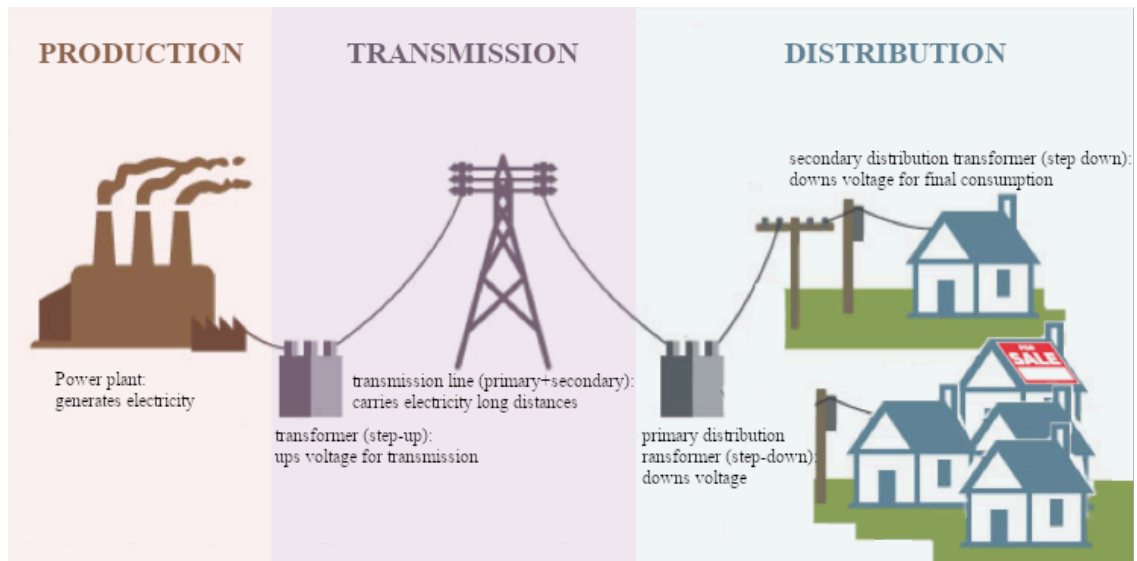 PRODUCTION
TRANSMISSION
DISTRIBUTION
secondary distribution transformer (step down):
downs voltage for final consumption
FOR
SALE
Power plant:
generates electricity
transmission line (primary+secondary):
carries electricity long distances
transformer (step-up):
ups voltage for transmission
primary distribution
ransformer (step-down):
downs voltage